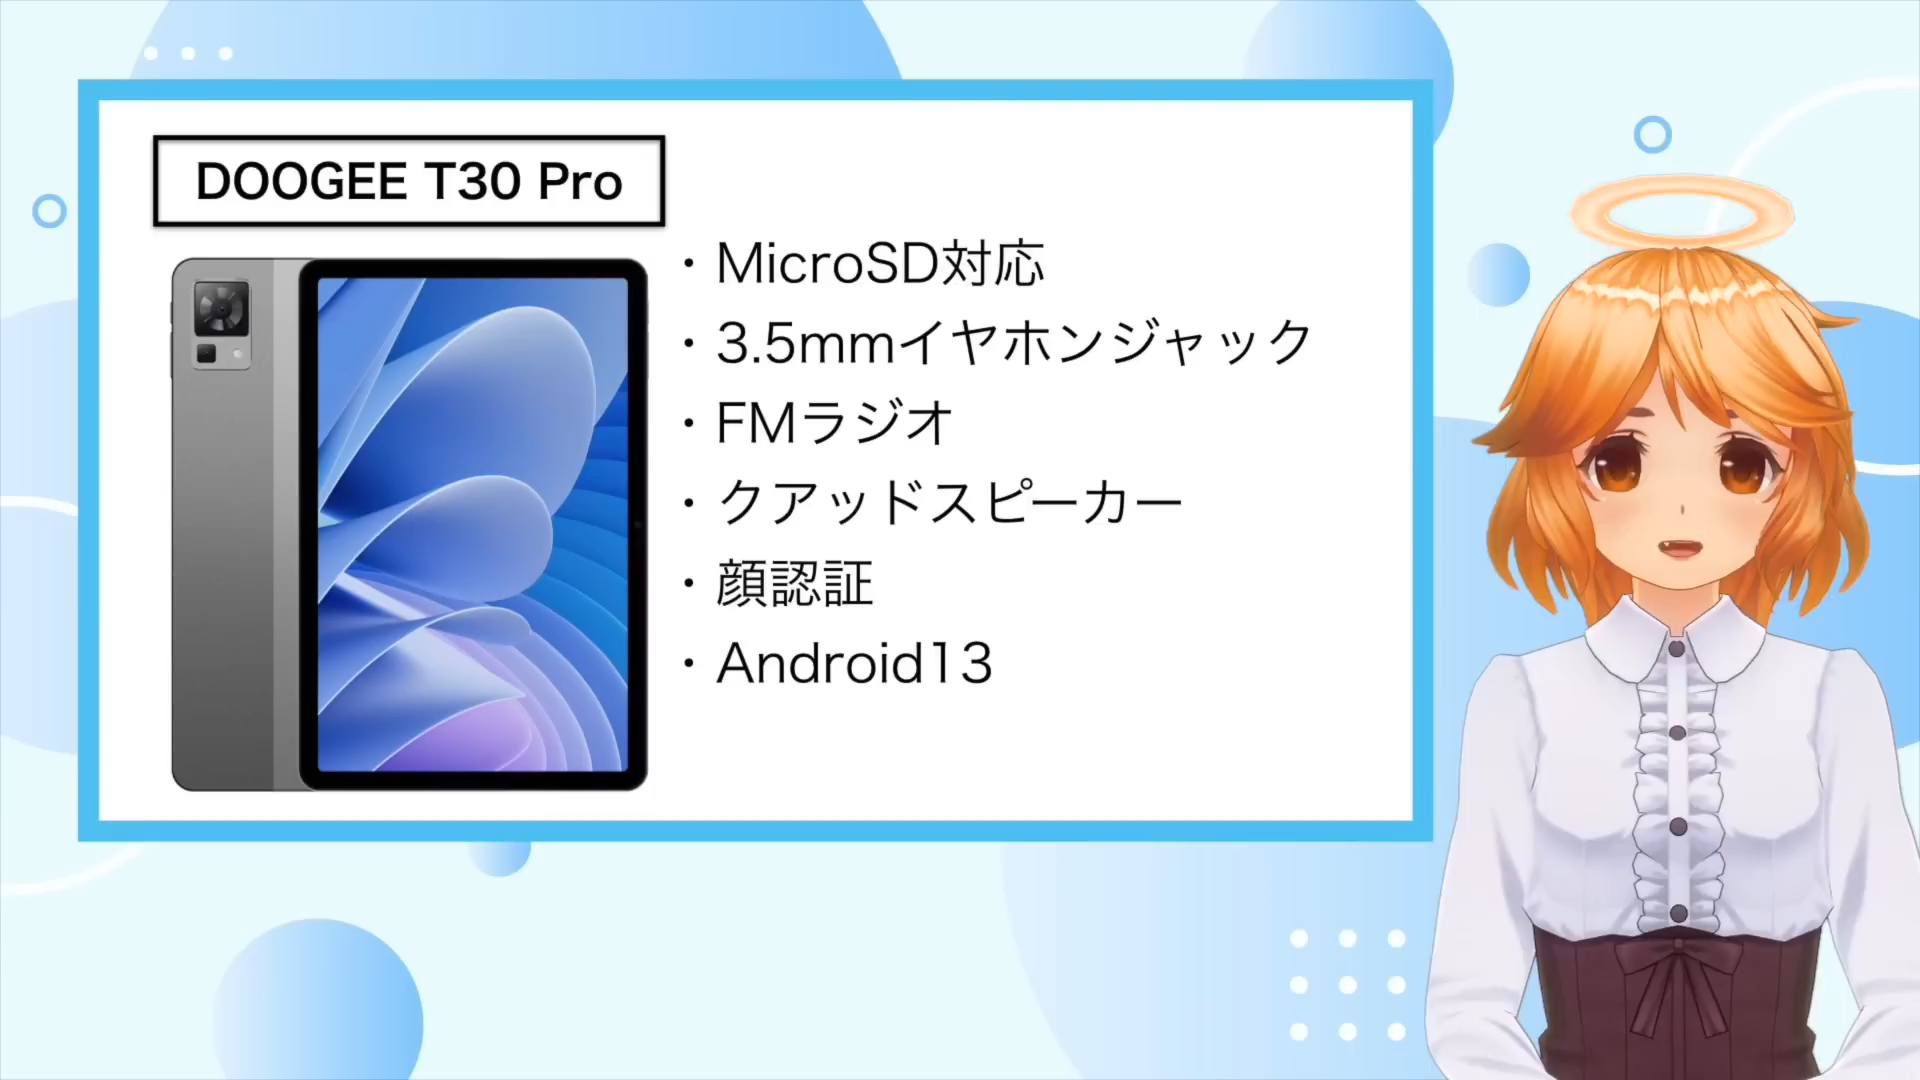 DOOGEE T30 Pro
・MicroSD対応
・3.5mmイヤホンジャック
・FMラジオ
・クアッドスピーカー
・顔認証
・Android13